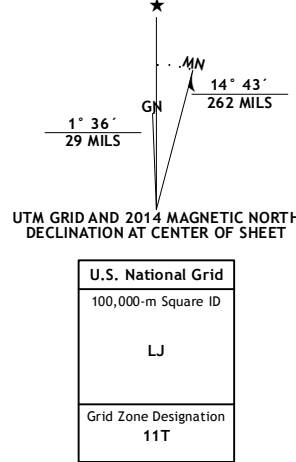 ★
MN
GN
14° 43´
262 MILS
1° 36´
29 MILS
UTM GRID AND 2014 MAGNETIC NORTH
DECLINATION AT CENTER OF SHEET
U.S. National Grid
100,000-m Square ID
LJ
Grid Zone Designation
11T